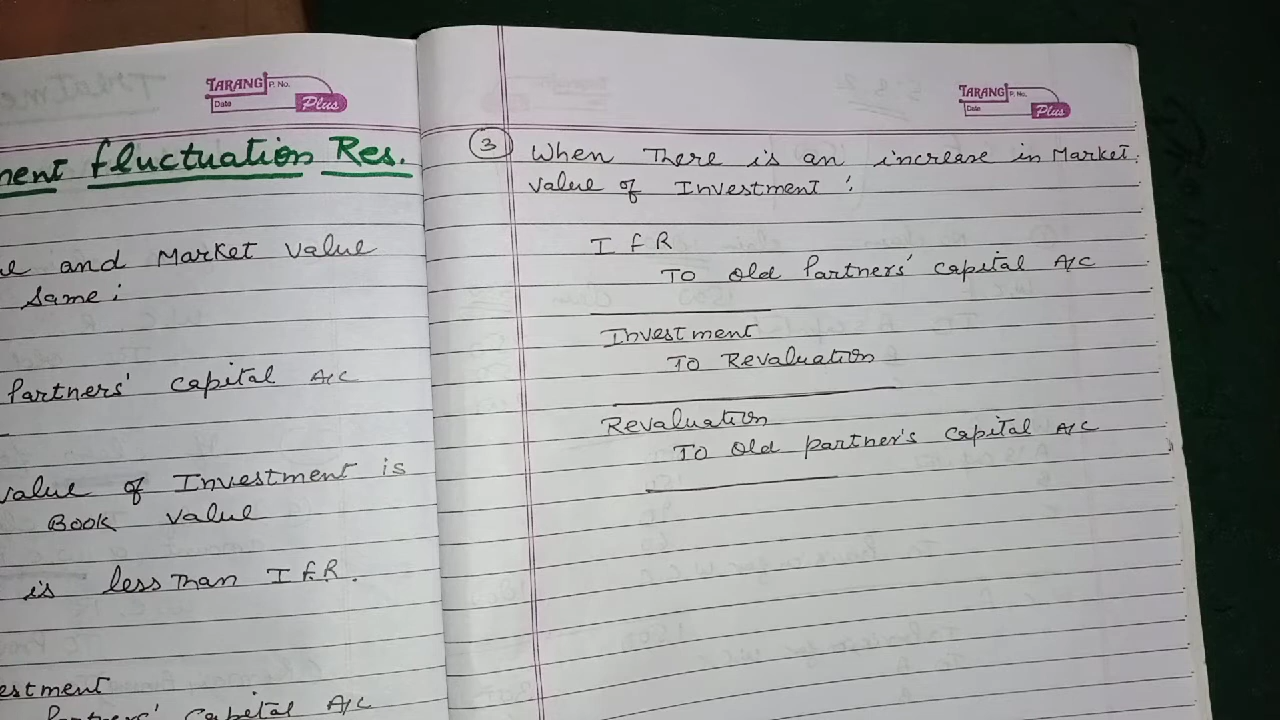 TARANG P. No.
Date Plus
fluctuation Res.
and Market value
Same :
Partners' capital A/c
value of Investment is
Book value
is less Than I F.R.
Partners' Capital A/c
TARANG P. No.
Date Plus
③ When There is an increase in Market
value of Investment :
I F R
To Old Partners' capital A/c
Investment
To Revaluation
Revaluation
To Old partner's capital A/c